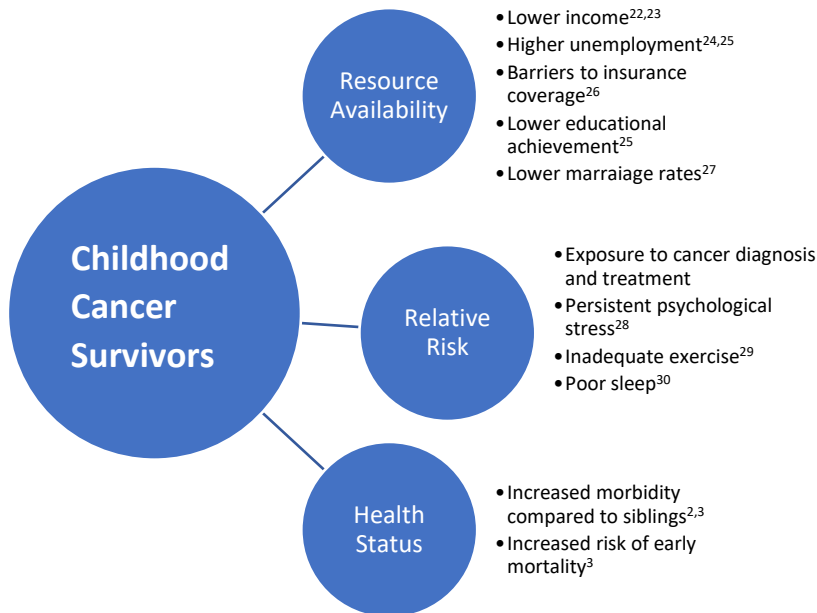 Childhood
Cancer
Survivors
Resource
Availability
•Lower income22,23
•Higher unemployment24,25
•Barriers to insurance
coverage26
•Lower educational
achievement25
•Lower marraiage rates27
Relative
Risk
•Exposure to cancer diagnosis
and treatment
•Persistent psychological
stress28
•Inadequate exercise29
•Poor sleep30
Health
Status
•Increased morbidity
compared to siblings2,3
•Increased risk of early
mortality3